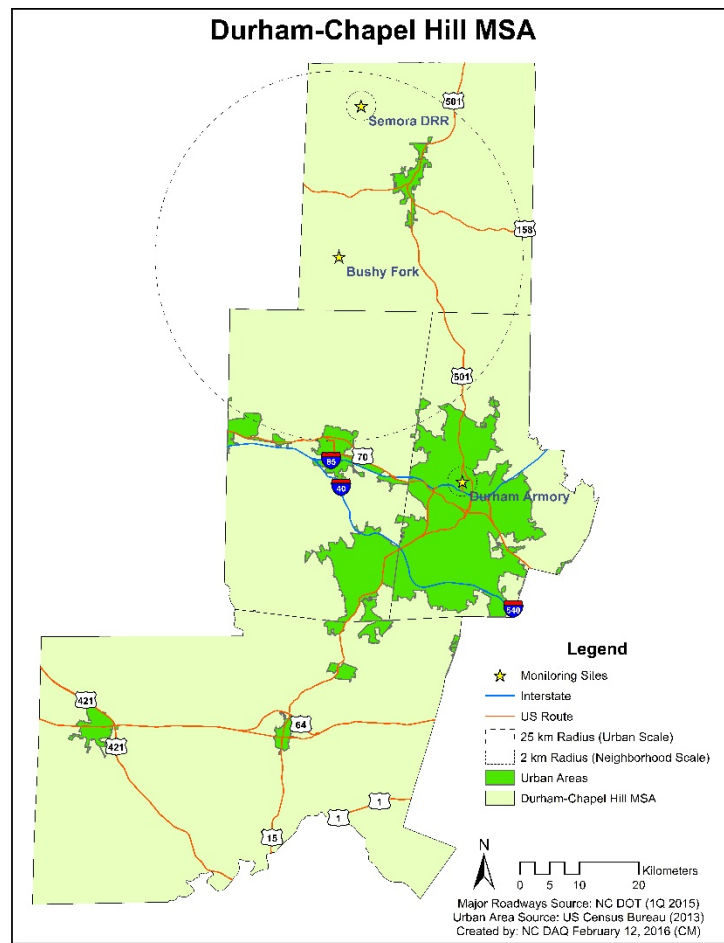 Durham-Chapel Hill MSA
501
Semora DRR
158
Bushy Fork
501
70
85
40
Durham Armory
540
Legend
Monitoring Sites
Interstate
US Route
25 km Radius (Urban Scale)
2 km Radius (Neighborhood Scale)
Urban Areas
Durham-Chapel Hill MSA
421
421
64
1
1
15
N
Kilometers
0 5 10 20
Major Roadways Source: NC DOT (1Q 2015)
Urban Area Source: US Census Bureau (2013)
Created by: NC DAQ February 12, 2016 (CM)